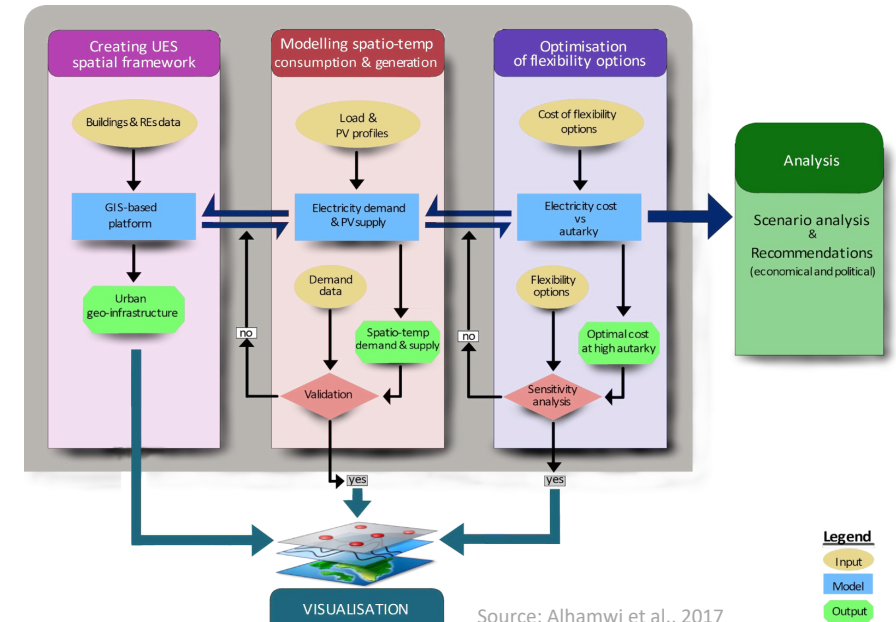 Creating UES
spatial framework
Buildings & REs data
GIS-based
platform
Urban
geo-infrastructure
Modelling spatio-temp
consumption & generation
Load &
PV profiles
Electricity demand
& PV supply
Demand
data
no
Spatio-temp
demand & supply
Validation
yes
Optimisation
of flexibility options
Cost of flexibility
options
Electricity cost
vs
autarky
Flexibility
options
no
Optimal cost
at high autarky
Sensitivity
analysis
yes
Analysis
Scenario analysis
&
Recommendations
(economical and political)
VISUALISATION
Source: Alhamwi et al., 2017
Legend
Input
Model
Output